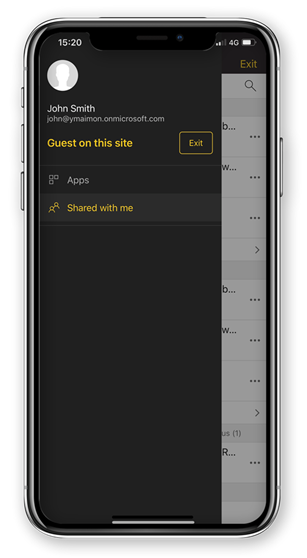 15:20
4G
Exit
John Smith
john@ymaimon.onmicrosoft.com
Guest on this site
Exit
Apps
Shared with me
b...
w...
b...
w...
us (1)
R...